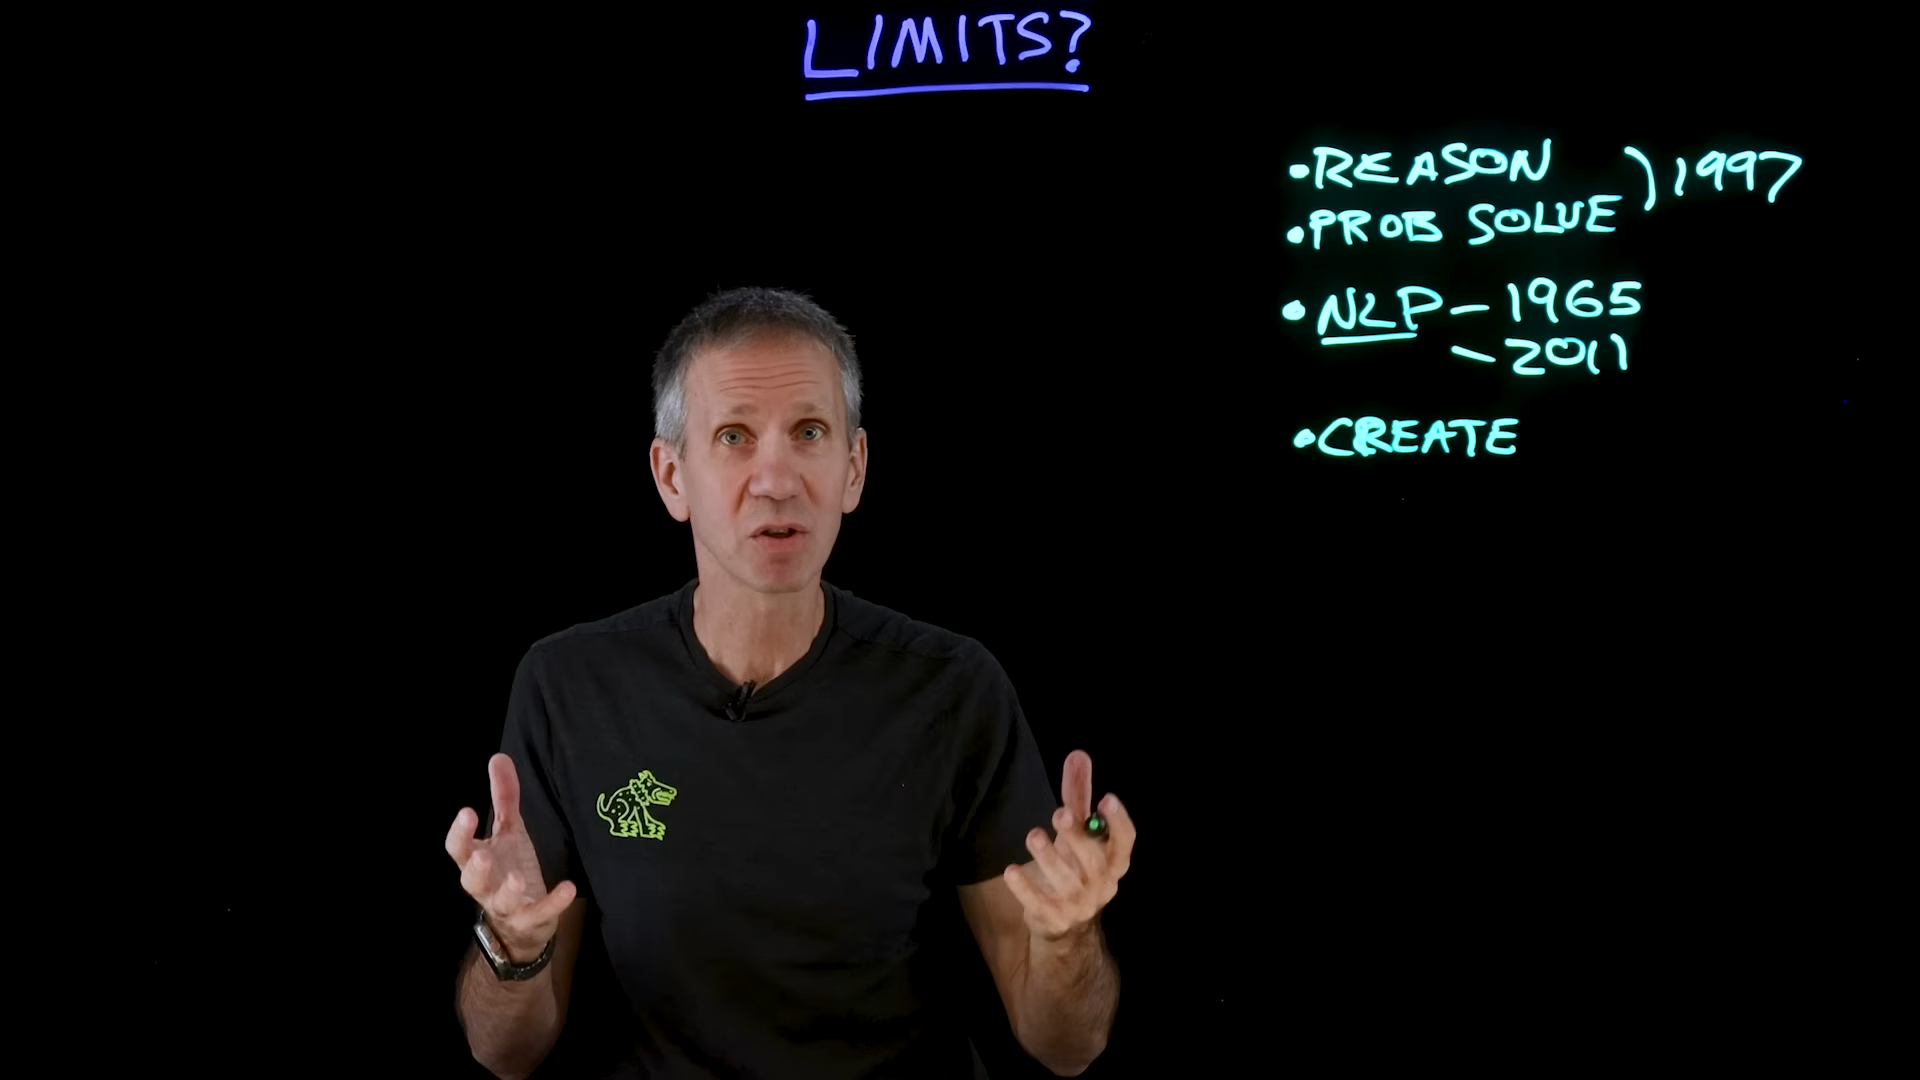 LIMITS?
• REASON ) 1997
• PROB SOLVE
• NLP - 1965
- 2011
• CREATE